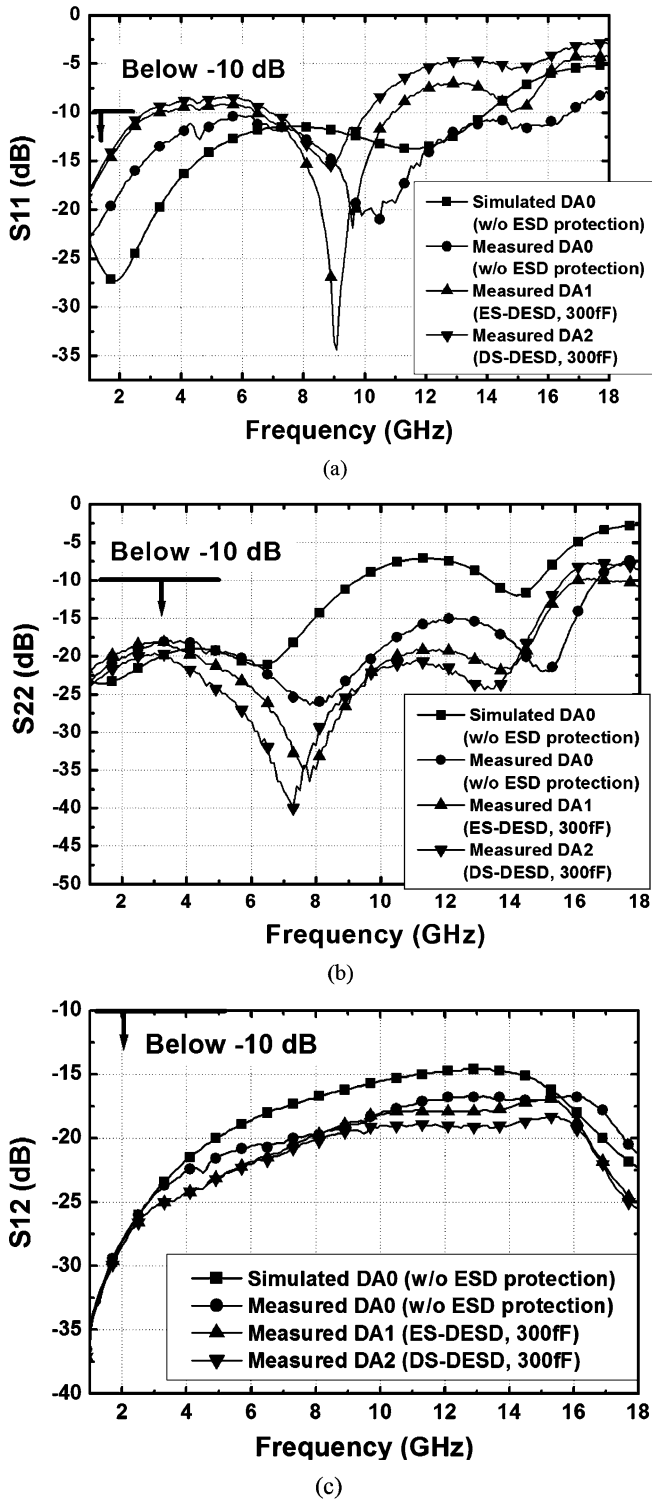 -5
-10
-15
-20
-25
-30
-35
S11 (dB)
Below -10 dB
Simulated DA0
(w/o ESD protection)
Measured DA0
(w/o ESD protection)
Measured DA1
(ES-DESD, 300fF)
Measured DA2
(DS-DESD, 300fF)
2 4 6 8 10 12 14 16 18
Frequency (GHz)
(a)
0
-5
-10
-15
-20
-25
-30
-35
-40
-45
-50
S22 (dB)
Below -10 dB
Simulated DA0
(w/o ESD protection)
Measured DA0
(w/o ESD protection)
Measured DA1
(ES-DESD, 300fF)
Measured DA2
(DS-DESD, 300fF)
2 4 6 8 10 12 14 16 18
Frequency (GHz)
(b)
-10
-15
-20
-25
-30
-35
-40
S12 (dB)
Below -10 dB
Simulated DA0 (w/o ESD protection)
Measured DA0 (w/o ESD protection)
Measured DA1 (ES-DESD, 300fF)
Measured DA2 (DS-DESD, 300fF)
2 4 6 8 10 12 14 16 18
Frequency (GHz)
(c)